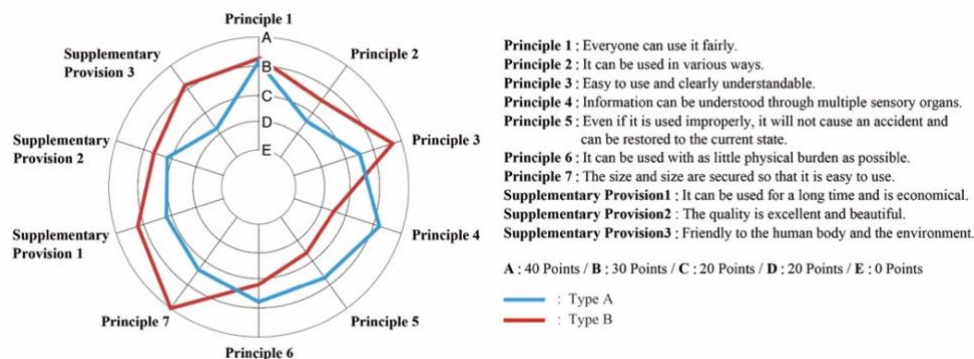 Principle 1
Principle 2
Principle 3
Principle 4
Principle 5
Principle 6
Principle 7
Supplementary
Provision 1
Supplementary
Provision 2
Supplementary
Provision 3
A
B
C
D
E
Principle 1 : Everyone can use it fairly.
Principle 2 : It can be used in various ways.
Principle 3 : Easy to use and clearly understandable.
Principle 4 : Information can be understood through multiple sensory organs.
Principle 5 : Even if it is used improperly, it will not cause an accident and
can be restored to the current state.
Principle 6 : It can be used with as little physical burden as possible.
Principle 7 : The size and size are secured so that it is easy to use.
Supplementary Provision1 : It can be used for a long time and is economical.
Supplementary Provision2 : The quality is excellent and beautiful.
Supplementary Provision3 : Friendly to the human body and the environment.
A : 40 Points / B : 30 Points / C : 20 Points / D : 20 Points / E : 0 Points
: Type A
: Type B